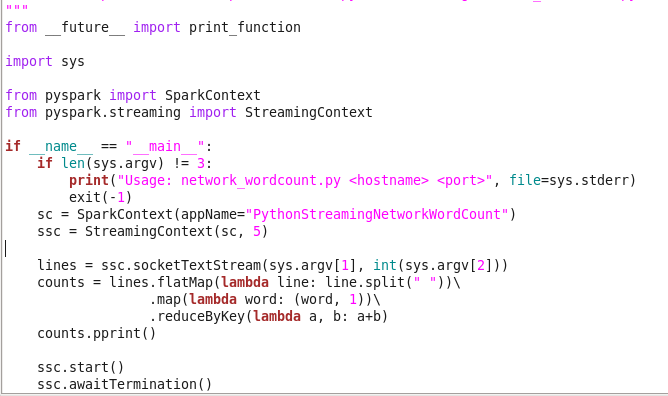 """
from __future__ import print_function
import sys
from pyspark import SparkContext
from pyspark.streaming import StreamingContext
if __name__ == "__main__":
    if len(sys.argv) != 3:
        print("Usage: network_wordcount.py <hostname> <port>", file=sys.stderr)
        exit(-1)
    sc = SparkContext(appName="PythonStreamingNetworkWordCount")
    ssc = StreamingContext(sc, 5)
    lines = ssc.socketTextStream(sys.argv[1], int(sys.argv[2]))
    counts = lines.flatMap(lambda line: line.split(" "))\
                  .map(lambda word: (word, 1))\
                  .reduceByKey(lambda a, b: a+b)
    counts.pprint()
    ssc.start()
    ssc.awaitTermination()